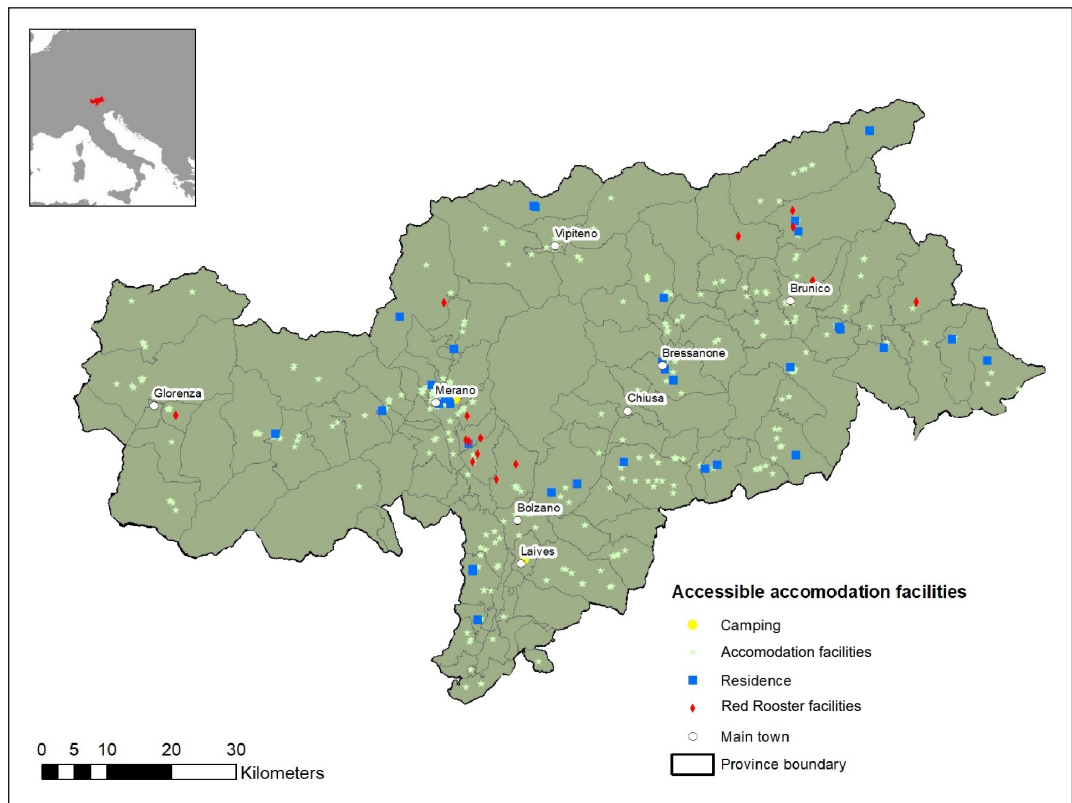 Vipiteno
Brunico
Bressanone
Merano
Glorenza
Chiusa
Bolzano
Laives
Accessible accomodation facilities
Camping
Accomodation facilities
Residence
Red Rooster facilities
Main town
Province boundary
0 5 10 20 30
Kilometers